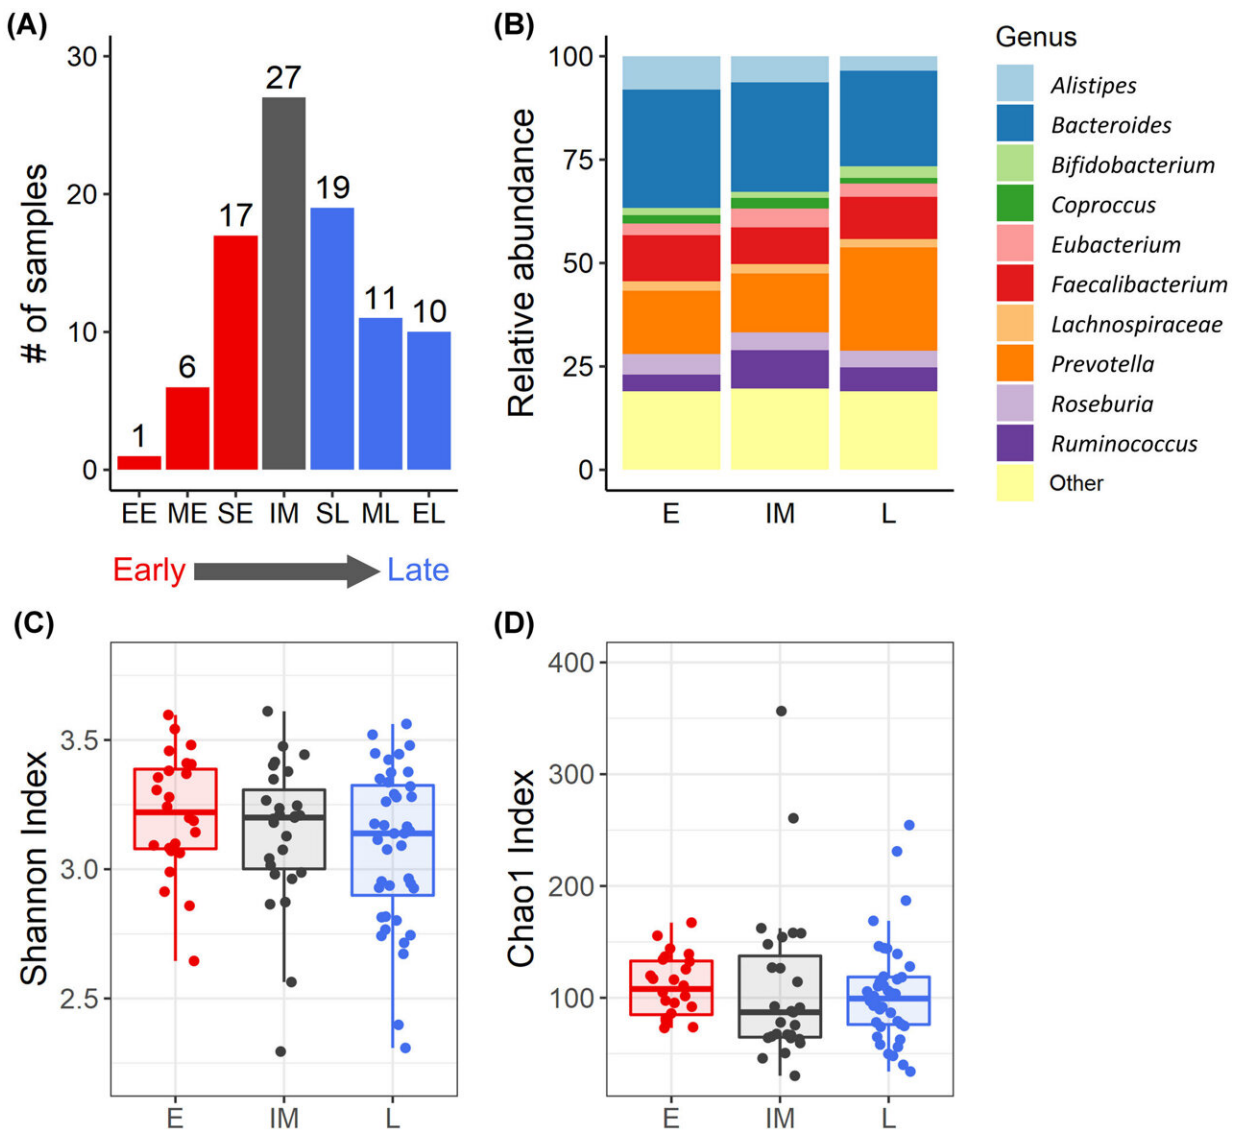 (A)
# of samples
30
20
10
0
1
6
17
27
19
11
10
EE ME SE IM SL ML EL
Early Late
(B)
Relative abundance
100
75
50
25
0
E IM L
Genus
Alistipes
Bacteroides
Bifidobacterium
Coproccus
Eubacterium
Faecalibacterium
Lachnospiraceae
Prevotella
Roseburia
Ruminococcus
Other
(C)
Shannon Index
3.5
3.0
2.5
E IM L
(D)
Chao1 Index
400
300
200
100
E IM L